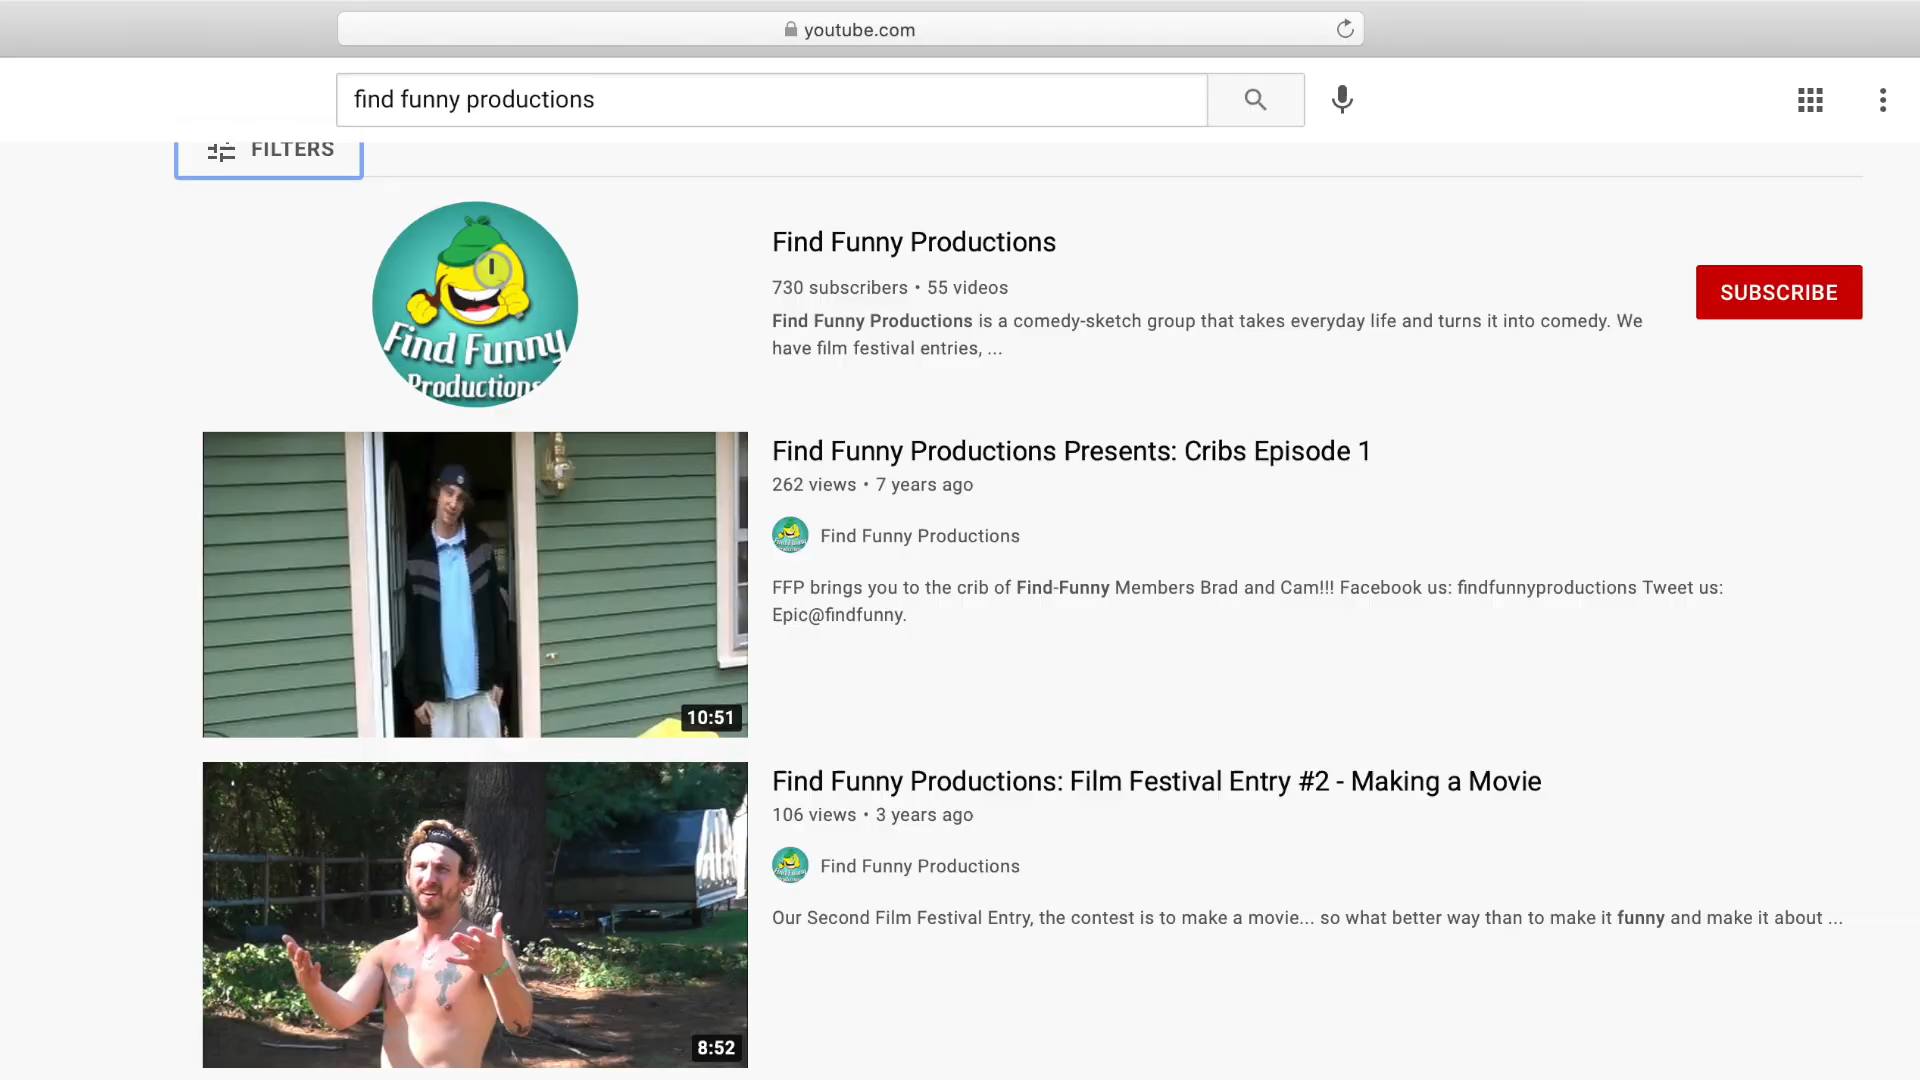 youtube.com
find funny productions
FILTERS
Find Funny
Productions
Find Funny Productions
730 subscribers • 55 videos
SUBSCRIBE
Find Funny Productions is a comedy-sketch group that takes everyday life and turns it into comedy. We
have film festival entries, ...
Find Funny Productions Presents: Cribs Episode 1
262 views • 7 years ago
Find Funny Productions
FFP brings you to the crib of Find-Funny Members Brad and Cam!!! Facebook us: findfunnyproductions Tweet us:
Epic@findfunny.
10:51
Find Funny Productions: Film Festival Entry #2 - Making a Movie
106 views • 3 years ago
Find Funny Productions
Our Second Film Festival Entry, the contest is to make a movie... so what better way than to make it funny and make it about ...
8:52